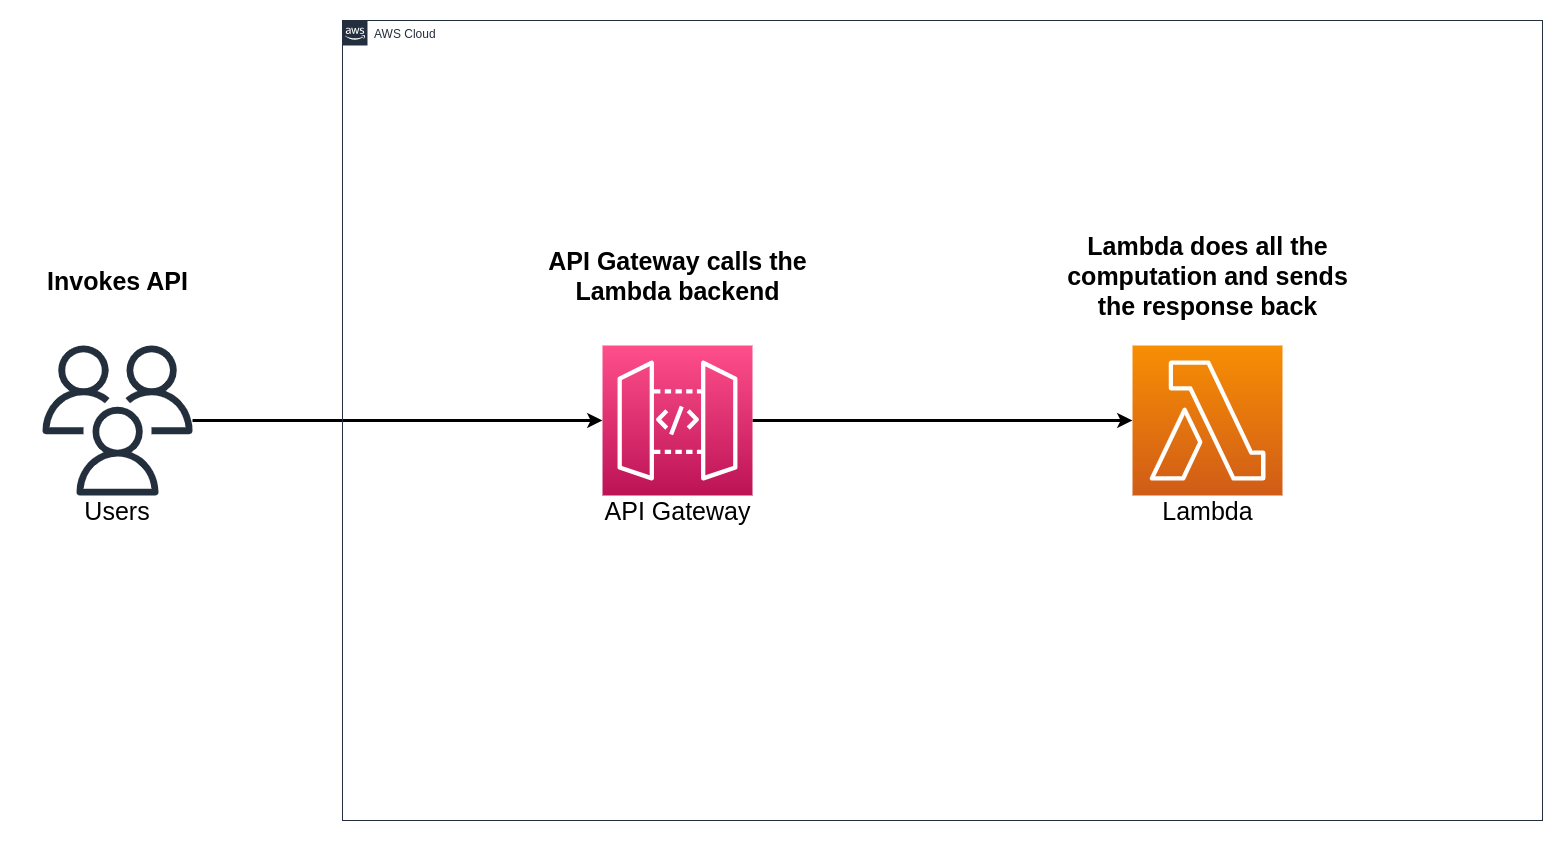 aws
AWS Cloud
Invokes API
API Gateway calls the
Lambda backend
Lambda does all the
computation and sends
the response back
</>
Users
API Gateway
Lambda